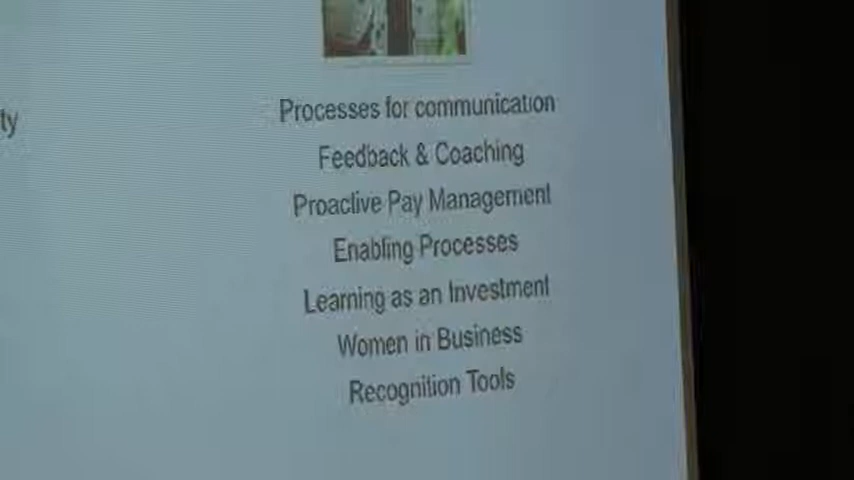 ty
Processes for communication
Feedback & Coaching
Proactive Pay Management
Enabling Processes
Learning as an Investment
Women in Business
Recognition Tools